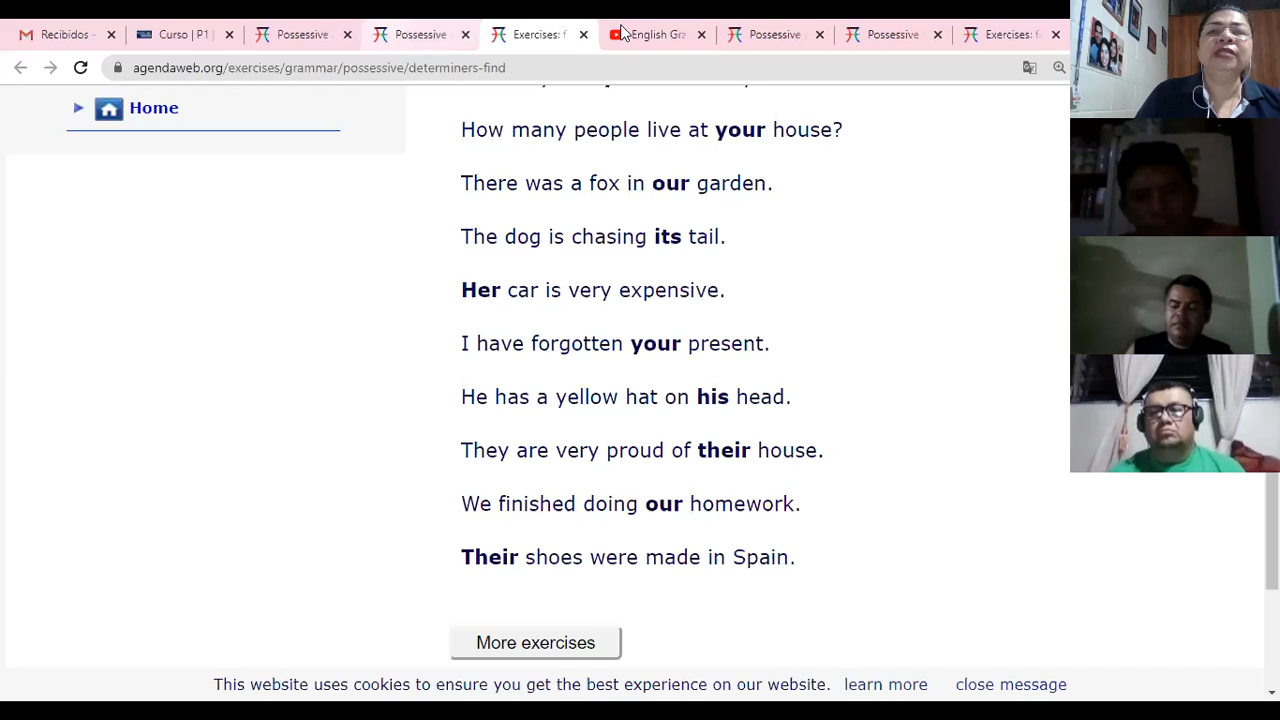 Recibidos -
Curso | P1 |
Possessive
Possessive
Exercises: f
English Gra
Possessive
Possessive
Exercises: f
agendaweb.org/exercises/grammar/possessive/determiners-find
Home
How many people live at your house?
There was a fox in our garden.
The dog is chasing its tail.
Her car is very expensive.
I have forgotten your present.
He has a yellow hat on his head.
They are very proud of their house.
We finished doing our homework.
Their shoes were made in Spain.
More exercises
This website uses cookies to ensure you get the best experience on our website. learn more close message